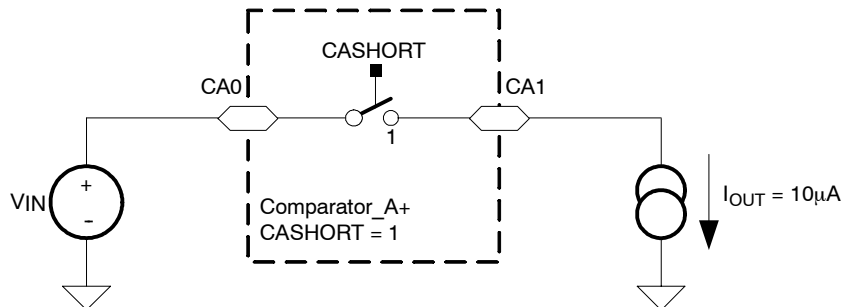 CASHORT
CA0
CA1
1
VIN
+
-
Comparator_A+
CASHORT = 1
IOUT = 10μA